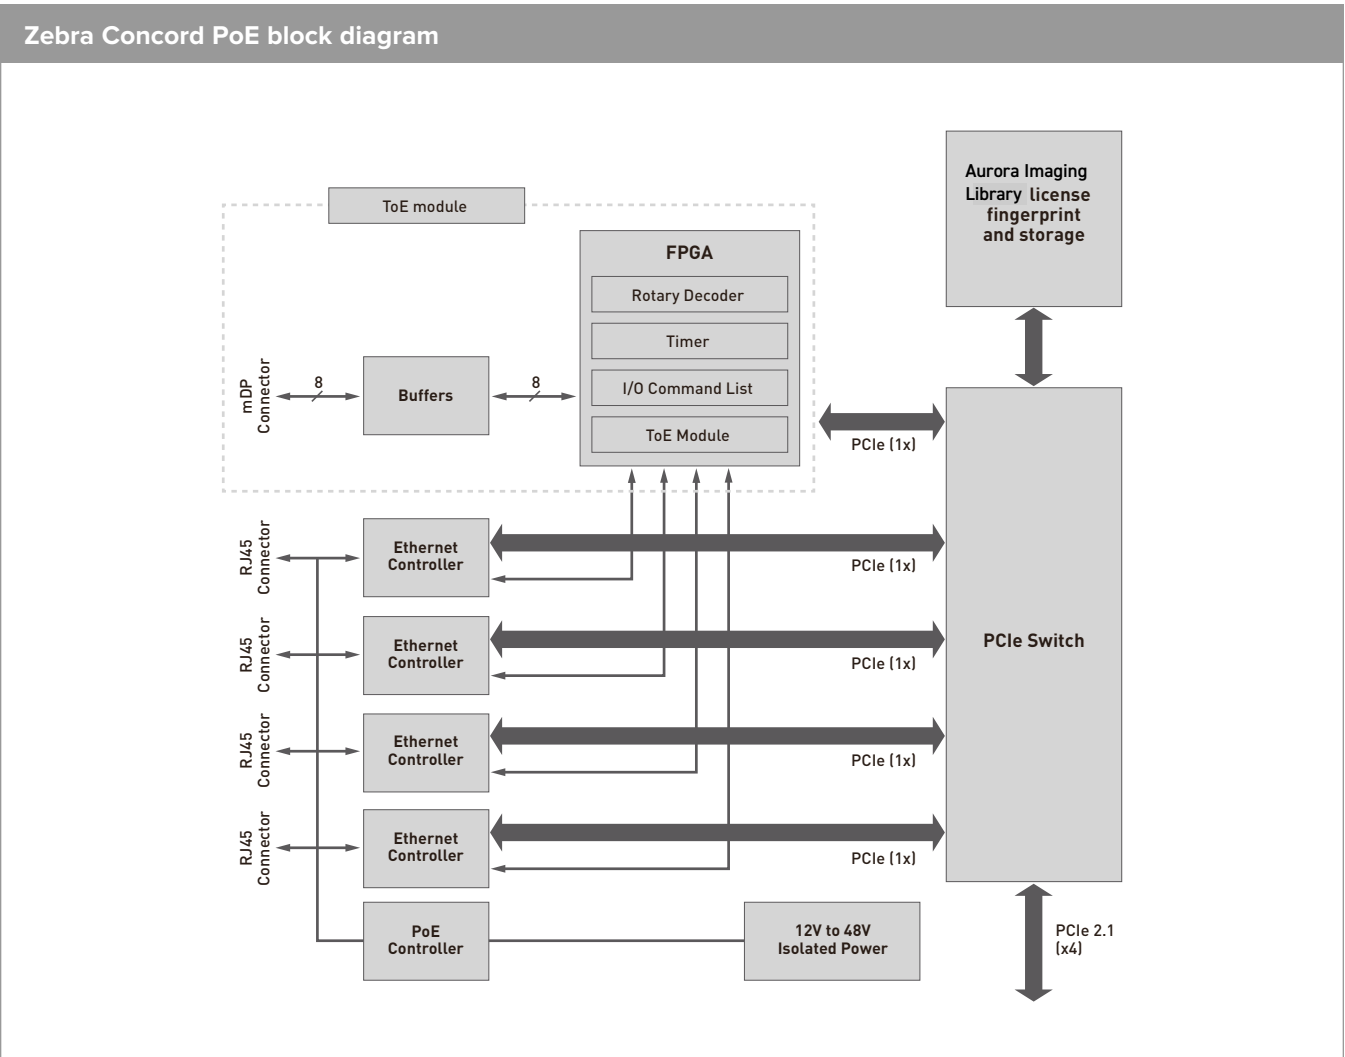 Zebra Concord PoE block diagram
Aurora Imaging
Library license
fingerprint
and storage
ToE module
FPGA
Rotary Decoder
Timer
I/O Command List
ToE Module
mDP
Connector
8
Buffers
8
PCIe (1x)
RJ45
Connector
Ethernet
Controller
PCIe (1x)
RJ45
Connector
Ethernet
Controller
PCIe (1x)
PCIe Switch
RJ45
Connector
Ethernet
Controller
PCIe (1x)
RJ45
Connector
Ethernet
Controller
PCIe (1x)
PoE
Controller
12V to 48V
Isolated Power
PCIe 2.1
(x4)